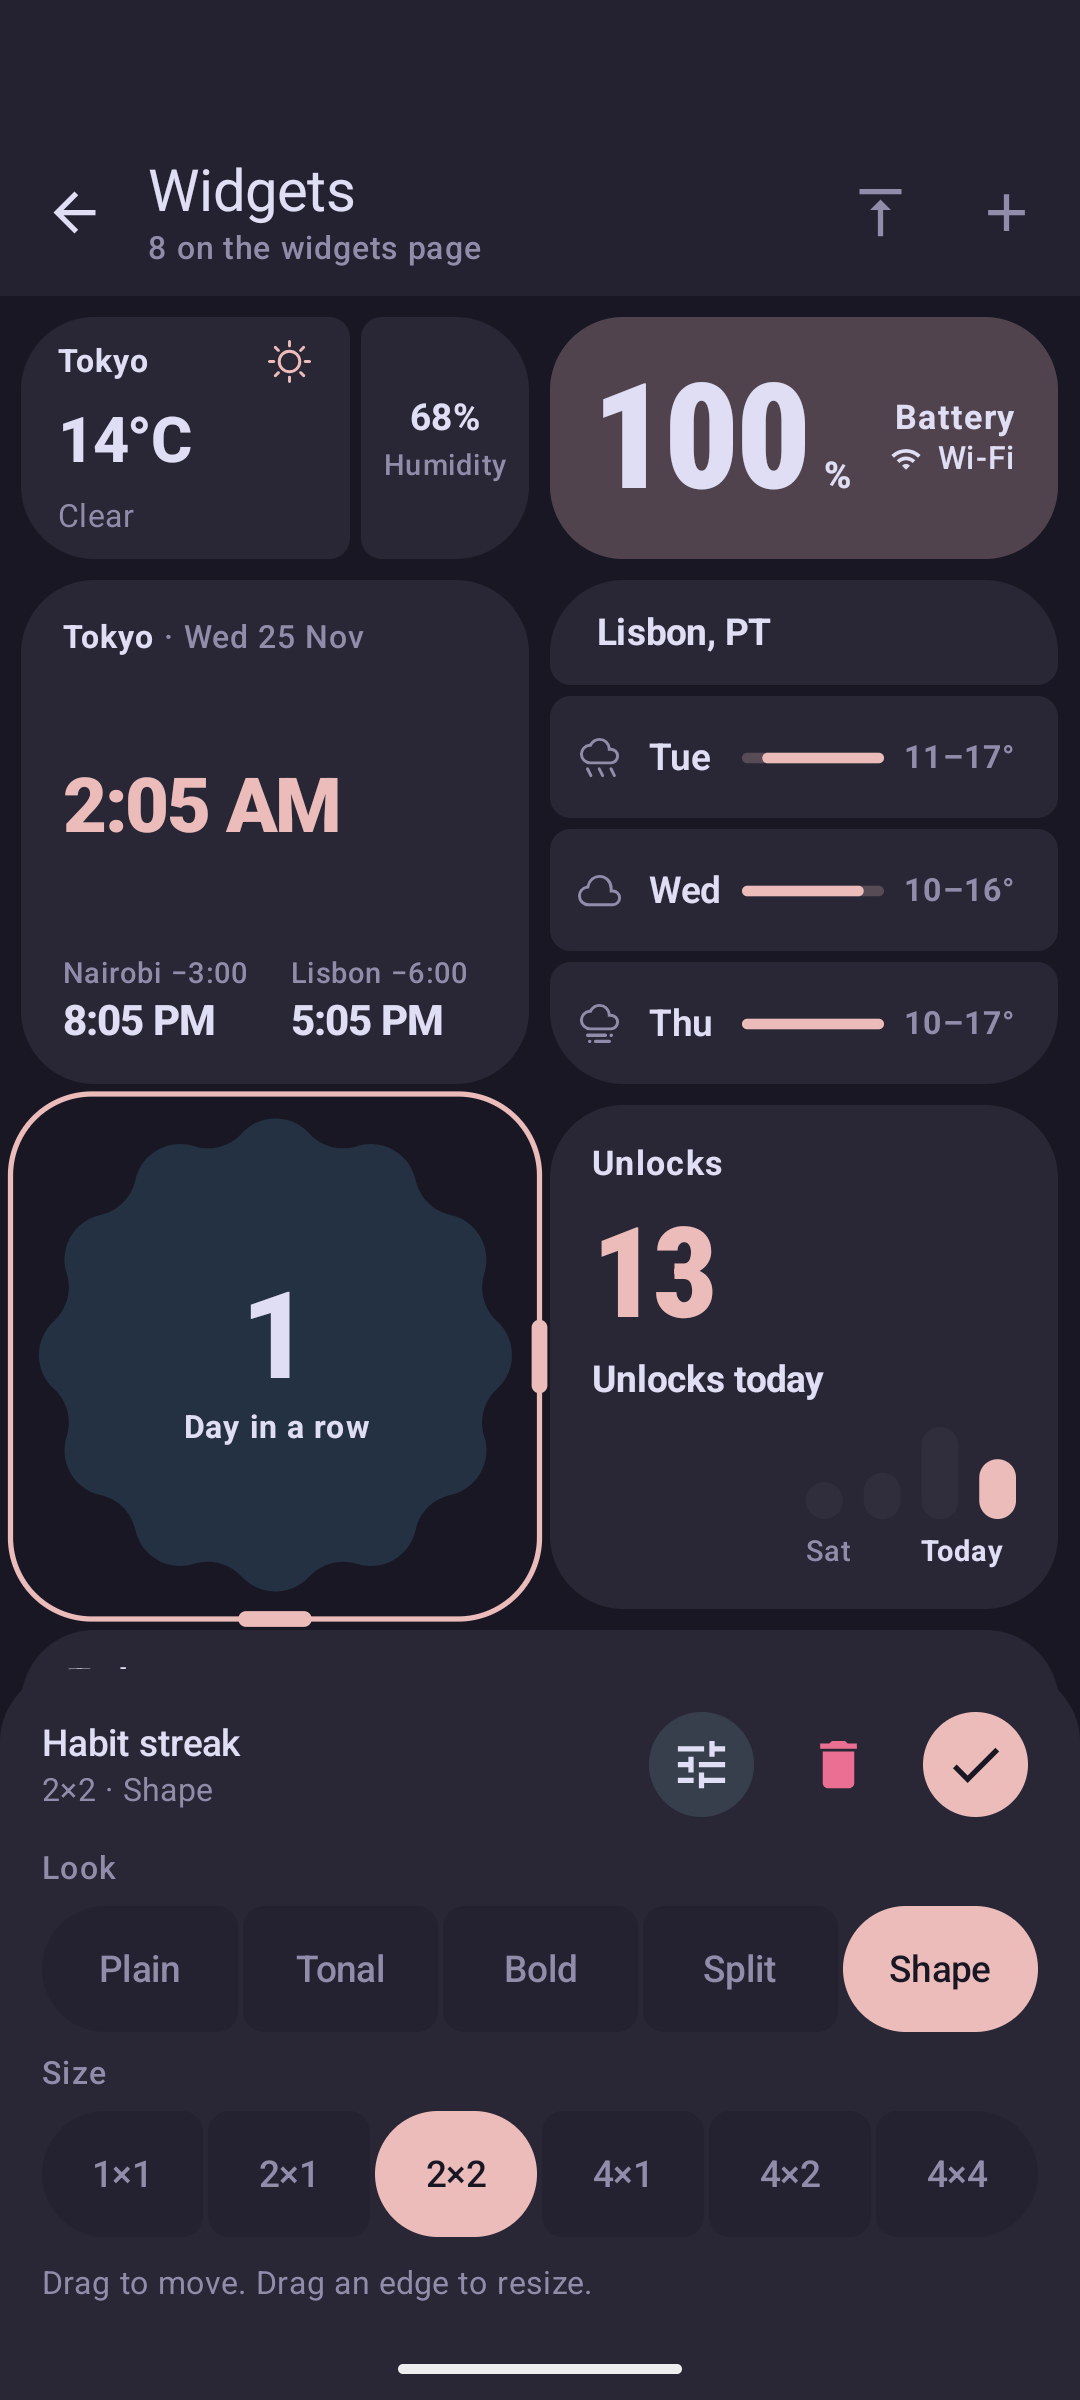 Widgets
8 on the widgets page
Tokyo
14°C
Clear
68%
Humidity
100 %
Battery
Wi-Fi
Tokyo · Wed 25 Nov
2:05 AM
Nairobi −3:00
8:05 PM
Lisbon −6:00
5:05 PM
Lisbon, PT
Tue 11–17°
Wed 10–16°
Thu 10–17°
1
Day in a row
Unlocks
13
Unlocks today
Sat Today
Habit streak
2×2 · Shape
Look
Plain Tonal Bold Split Shape
Size
1×1 2×1 2×2 4×1 4×2 4×4
Drag to move. Drag an edge to resize.